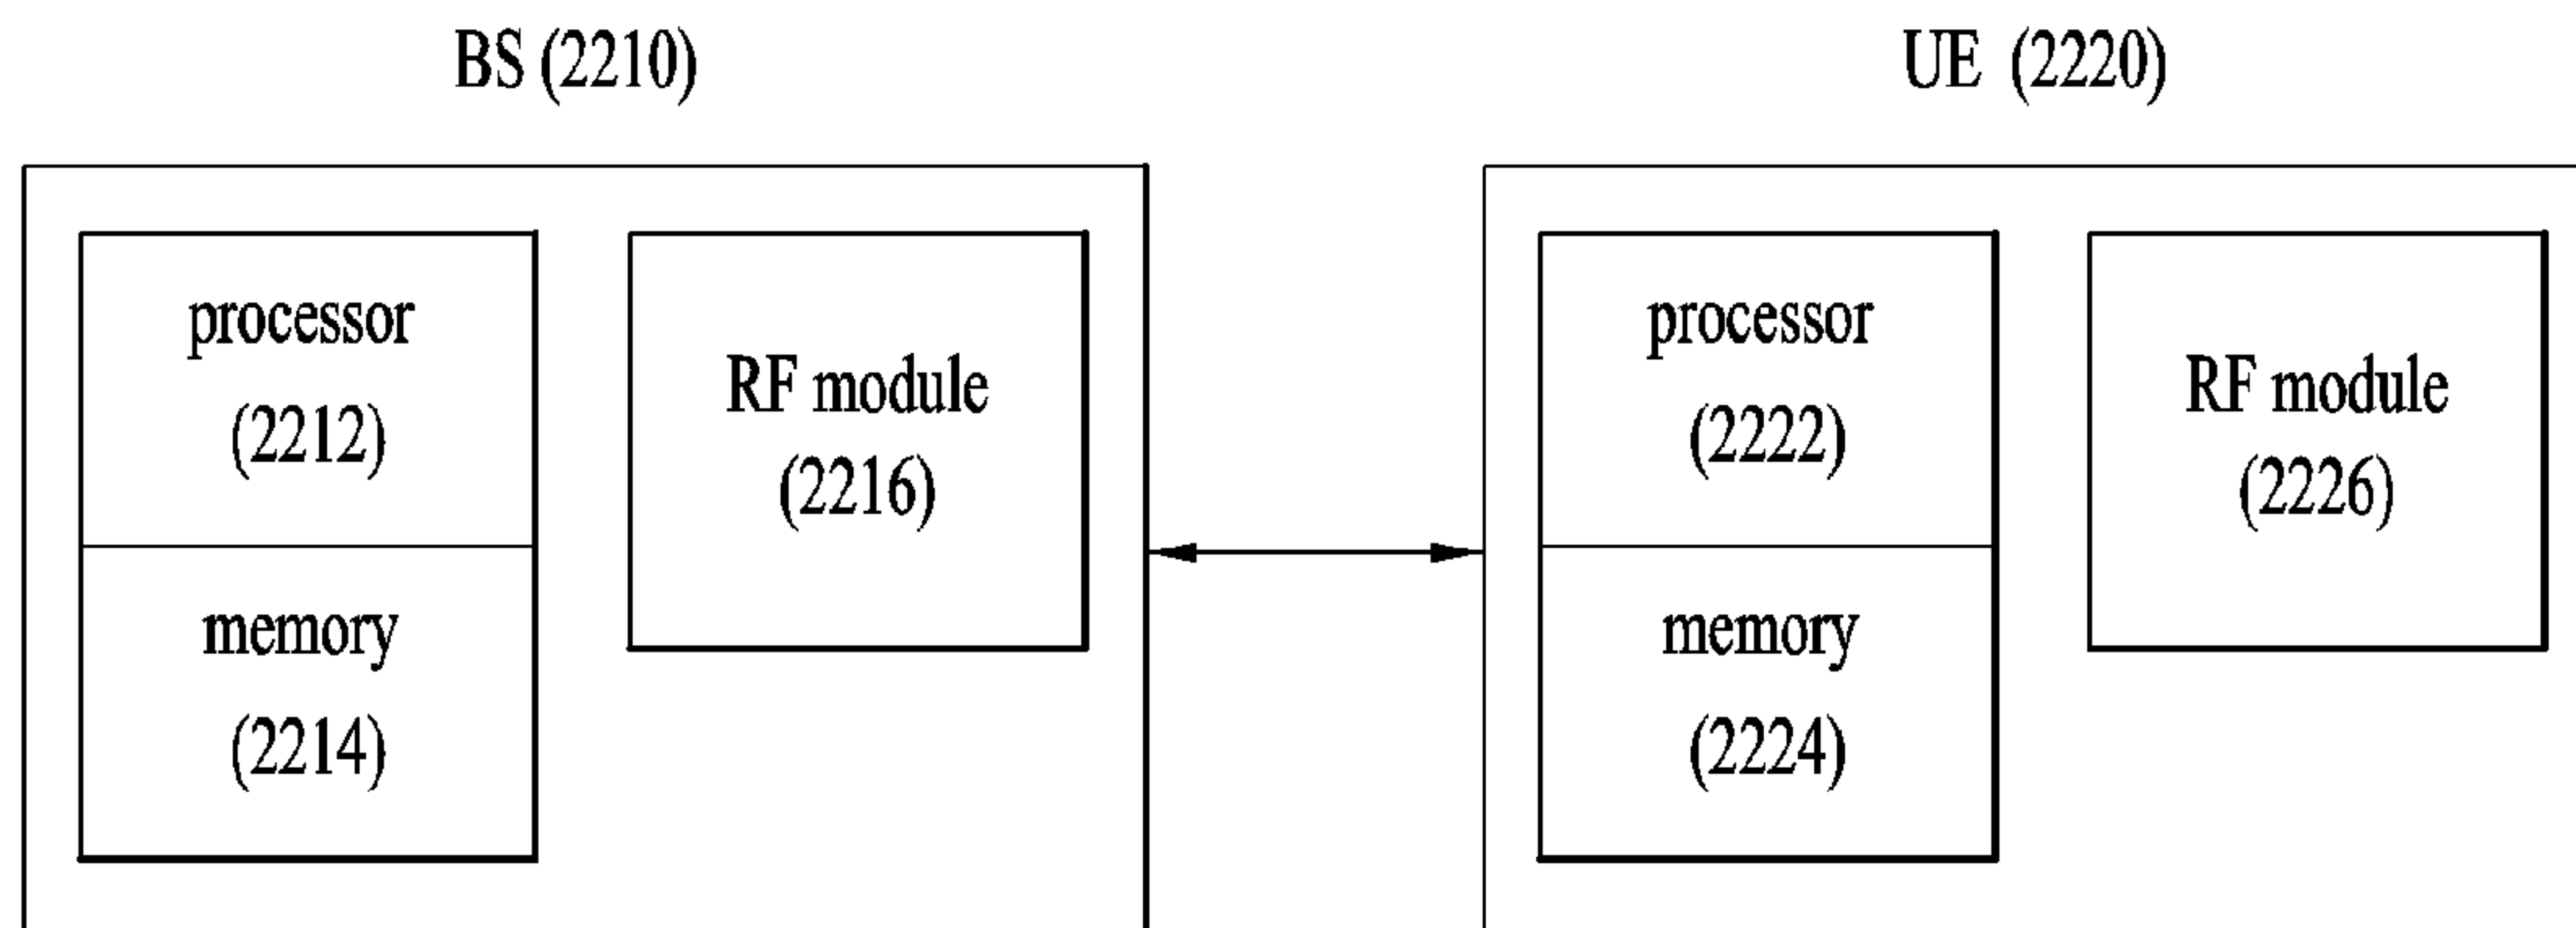 BS (2210)
processor
(2212)
memory
(2214)
RF module
(2216)
UE (2220)
processor
(2222)
memory
(2224)
RF module
(2226)